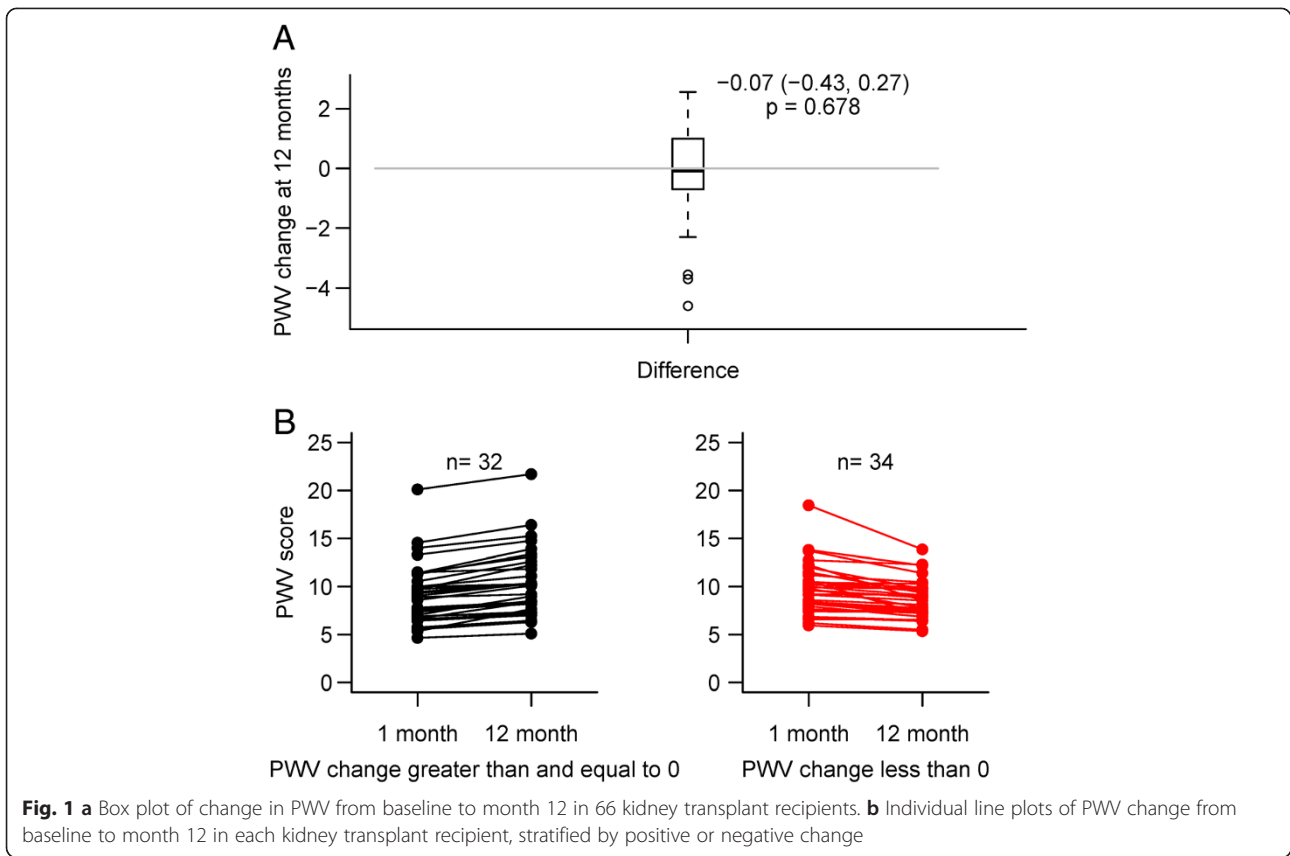 A
PWV change at 12 months
2
0
−2
−4
−0.07 (−0.43, 0.27)
p = 0.678
Difference
B
PWV score
25
20
15
10
5
0
n= 32
1 month 12 month
PWV change greater than and equal to 0
25
20
15
10
5
0
n= 34
1 month 12 month
PWV change less than 0
Fig. 1 a Box plot of change in PWV from baseline to month 12 in 66 kidney transplant recipients. b Individual line plots of PWV change from
baseline to month 12 in each kidney transplant recipient, stratified by positive or negative change